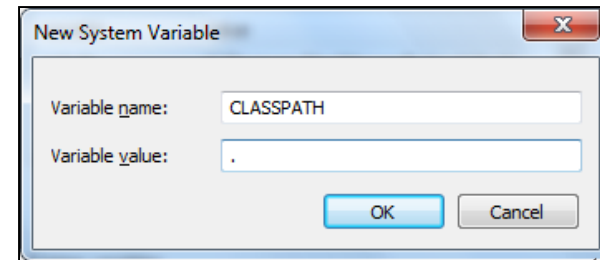 New System Variable
Variable name: CLASSPATH
Variable value: .
OK Cancel